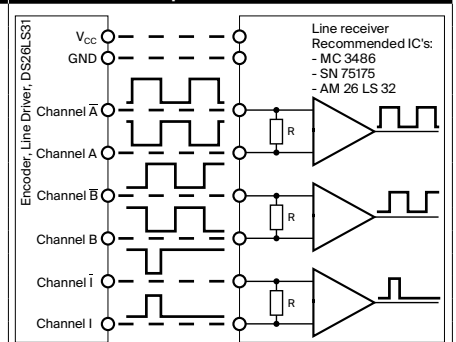 Encoder, Line Driver, DS26LS31
VCC
GND
Channel A̅
Channel A
Channel B̅
Channel B
Channel I̅
Channel I
Line receiver
Recommended IC's:
- MC 3486
- SN 75175
- AM 26 LS 32
R
R
R